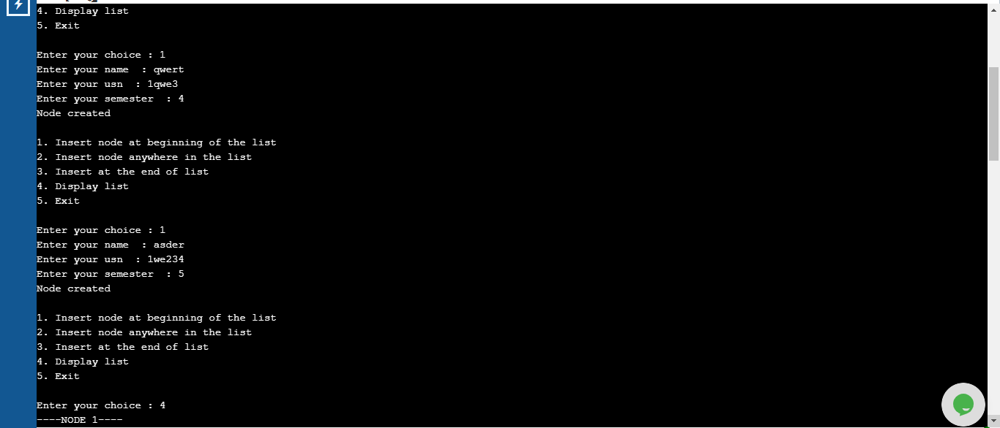 4. Display list
5. Exit
Enter your choice : 1
Enter your name  : qwert
Enter your usn  : 1qwe3
Enter your semester  : 4
Node created
1. Insert node at beginning of the list
2. Insert node anywhere in the list
3. Insert at the end of list
4. Display list
5. Exit
Enter your choice : 1
Enter your name  : asder
Enter your usn  : 1we234
Enter your semester  : 5
Node created
1. Insert node at beginning of the list
2. Insert node anywhere in the list
3. Insert at the end of list
4. Display list
5. Exit
Enter your choice : 4
----NODE 1----